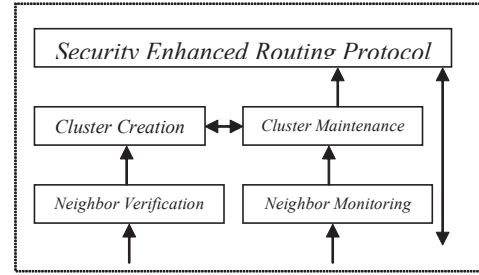 Security Enhanced Routing Protocol
Cluster Creation
Cluster Maintenance
Neighbor Verification
Neighbor Monitoring